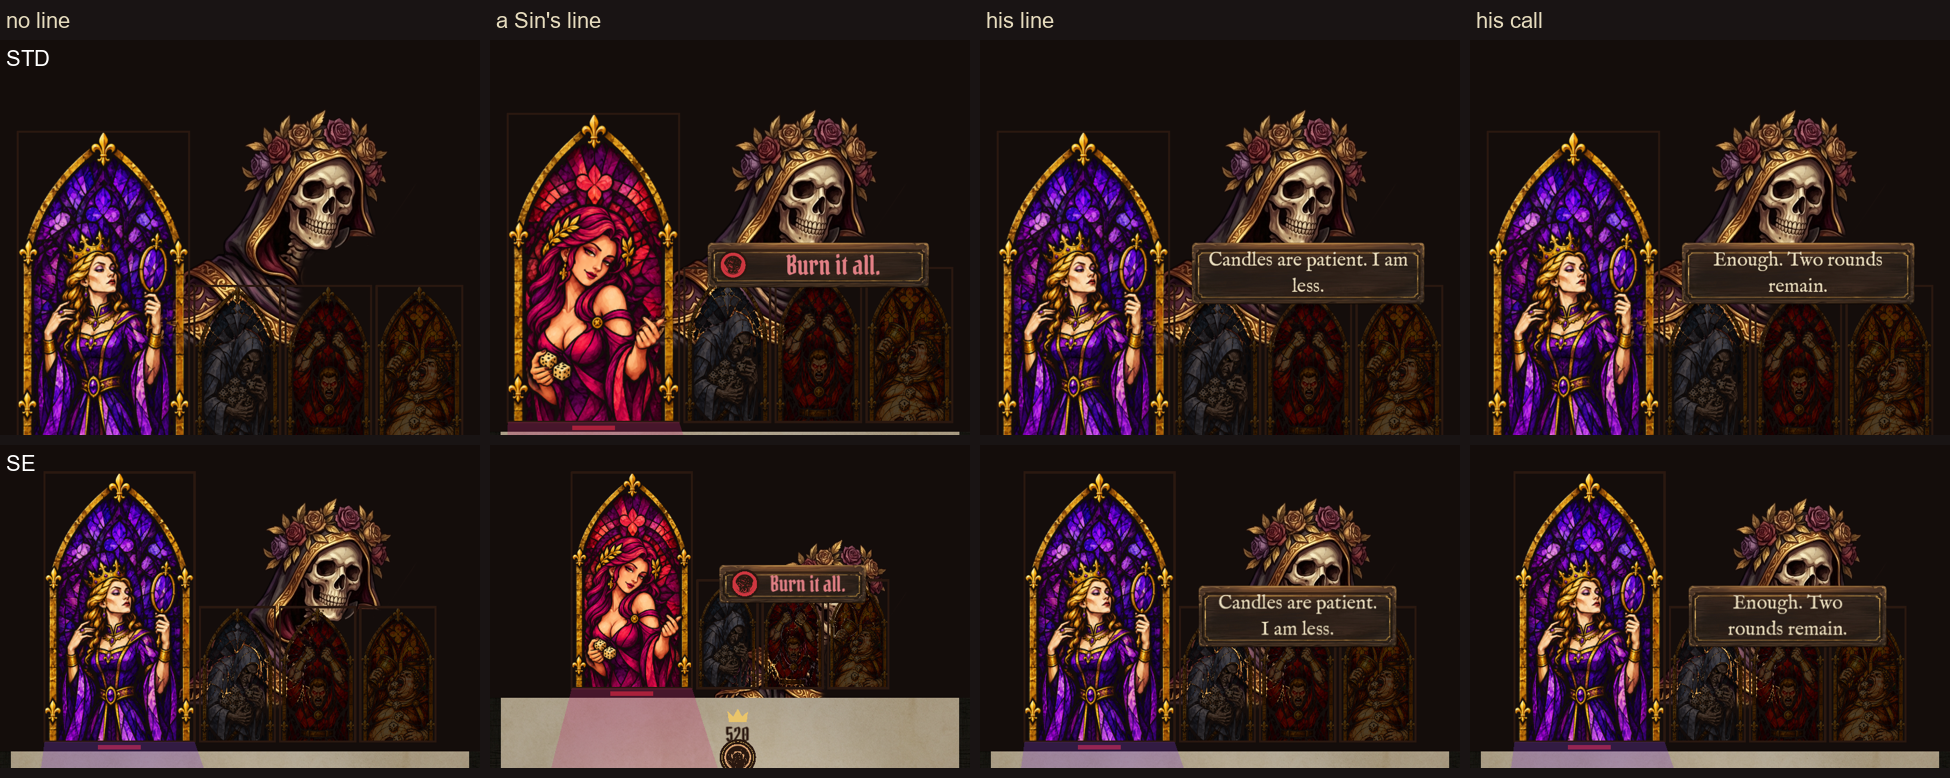 no line
a Sin's line
his line
his call
STD
Burn it all.
Candles are patient. I am
less.
Enough. Two rounds
remain.
SE
Burn it all.
Candles are patient.
I am less.
Enough. Two
rounds remain.
520